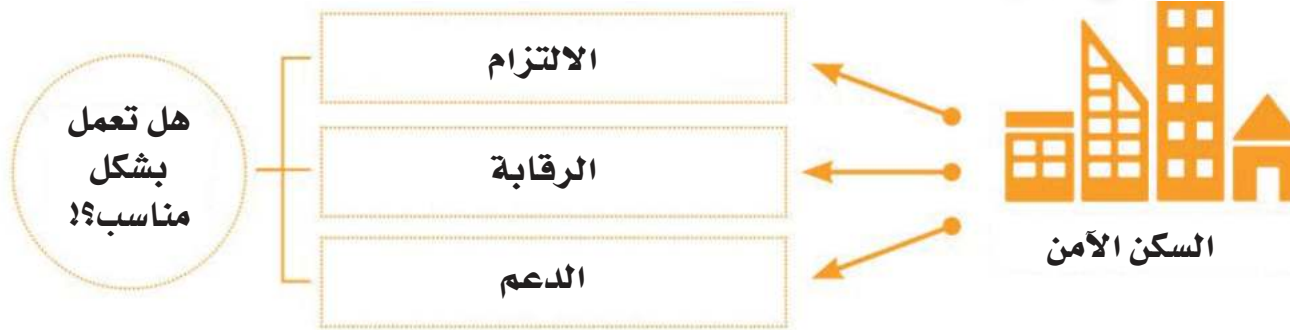 السكن الآمن
الالتزام
الرقابة
الدعم
هل تعمل
بشكل
مناسب؟!